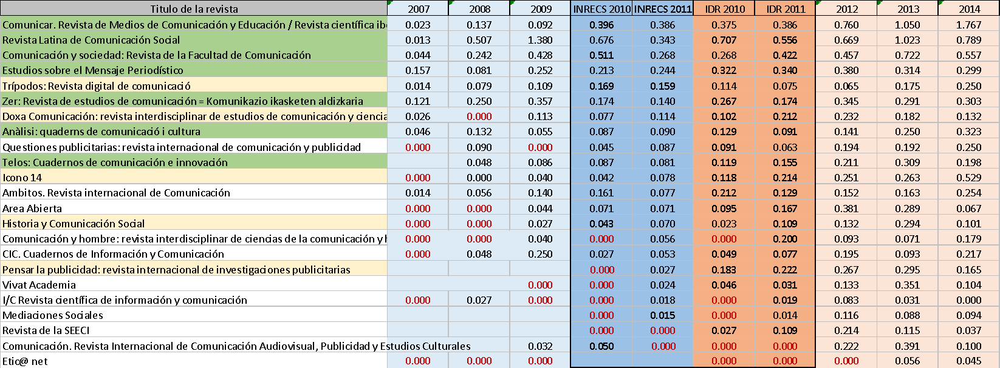 Titulo de la revista 2007 2008 2009 INRECS 2010 INRECS 2011 IDR 2010 IDR 2011 2012 2013 2014
Comunicar. Revista de Medios de Comunicación y Educación / Revista científica ib 0.023 0.137 0.092 0.396 0.386 0.375 0.386 0.760 1.050 1.767
Revista Latina de Comunicación Social 0.013 0.507 1.380 0.676 0.343 0.707 0.556 0.669 1.023 0.789
Comunicación y sociedad: Revista de la Facultad de Comunicación 0.044 0.242 0.428 0.511 0.268 0.268 0.422 0.457 0.722 0.557
Estudios sobre el Mensaje Periodístico 0.157 0.081 0.252 0.213 0.244 0.322 0.340 0.380 0.314 0.299
Trípodos: Revista digital de comunicació 0.014 0.079 0.109 0.169 0.159 0.114 0.075 0.065 0.175 0.250
Zer: Revista de estudios de comunicación = Komunikazio ikasketen aldizkaria 0.121 0.250 0.357 0.174 0.140 0.267 0.174 0.345 0.291 0.303
Doxa Comunicación: revista interdisciplinar de estudios de comunicación y ciencia 0.026 0.000 0.113 0.077 0.114 0.102 0.212 0.232 0.182 0.132
Anàlisi: quaderns de comunicació i cultura 0.046 0.132 0.055 0.087 0.090 0.129 0.091 0.141 0.250 0.323
Questiones publicitarias: revista internacional de comunicación y publicidad 0.000 0.090 0.000 0.045 0.087 0.091 0.063 0.194 0.192 0.250
Telos: Cuadernos de comunicación e innovación 0.048 0.086 0.087 0.081 0.119 0.155 0.211 0.309 0.198
Icono 14 0.000 0.000 0.040 0.042 0.078 0.118 0.214 0.251 0.263 0.529
Ambitos. Revista internacional de Comunicación 0.014 0.056 0.140 0.161 0.077 0.212 0.129 0.152 0.163 0.254
Area Abierta 0.000 0.000 0.044 0.071 0.071 0.095 0.167 0.381 0.289 0.067
Historia y Comunicación Social 0.000 0.000 0.027 0.043 0.070 0.023 0.109 0.132 0.294 0.101
Comunicación y hombre: revista interdisciplinar de ciencias de la comunicación y h 0.000 0.000 0.040 0.000 0.056 0.000 0.200 0.093 0.071 0.179
CIC. Cuadernos de Información y Comunicación 0.000 0.048 0.250 0.027 0.053 0.049 0.077 0.195 0.093 0.217
Pensar la publicidad: revista internacional de investigaciones publicitarias 0.000 0.027 0.183 0.222 0.267 0.295 0.165
Vivat Academia 0.000 0.000 0.024 0.046 0.031 0.133 0.351 0.104
I/C Revista científica de información y comunicación 0.000 0.027 0.000 0.000 0.018 0.000 0.019 0.083 0.031 0.000
Mediaciones Sociales 0.000 0.015 0.000 0.014 0.116 0.088 0.094
Revista de la SEECI 0.000 0.000 0.027 0.109 0.214 0.115 0.037
Comunicación. Revista Internacional de Comunicación Audiovisual, Publicidad y Estudios Culturales 0.032 0.050 0.000 0.000 0.000 0.222 0.391 0.100
Etic@ net 0.000 0.000 0.000 0.000 0.000 0.000 0.056 0.045